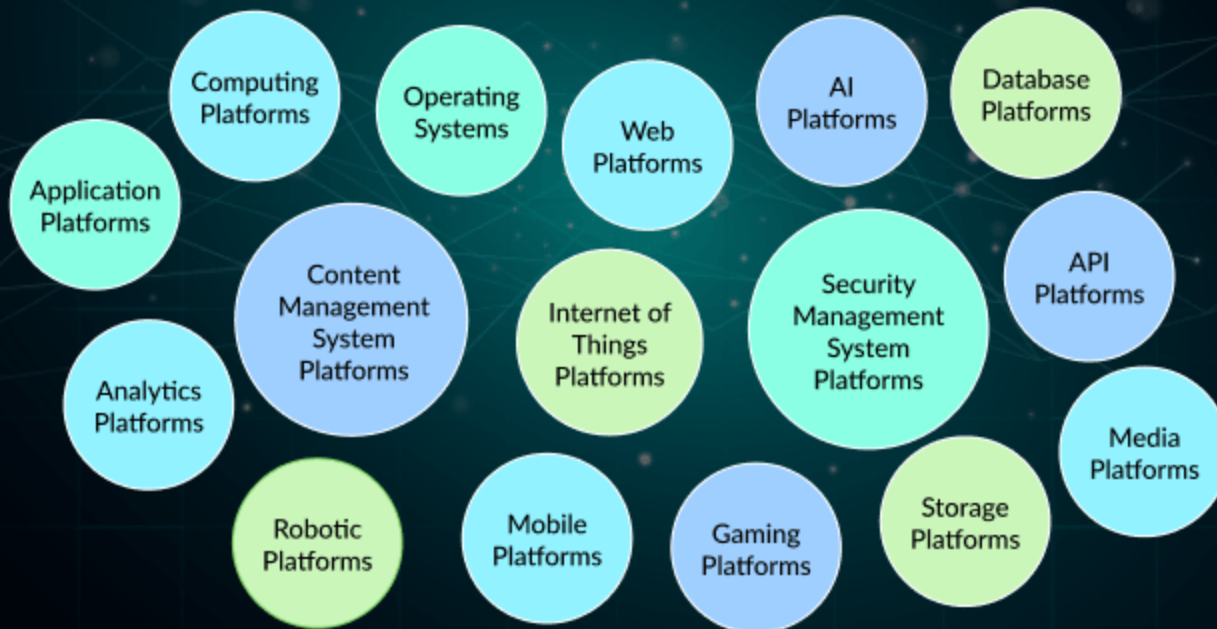 Computing
Platforms
Operating
Systems
Web
Platforms
AI
Platforms
Database
Platforms
Application
Platforms
Content
Management
System
Platforms
Internet of
Things
Platforms
Security
Management
System
Platforms
API
Platforms
Analytics
Platforms
Media
Platforms
Robotic
Platforms
Mobile
Platforms
Gaming
Platforms
Storage
Platforms